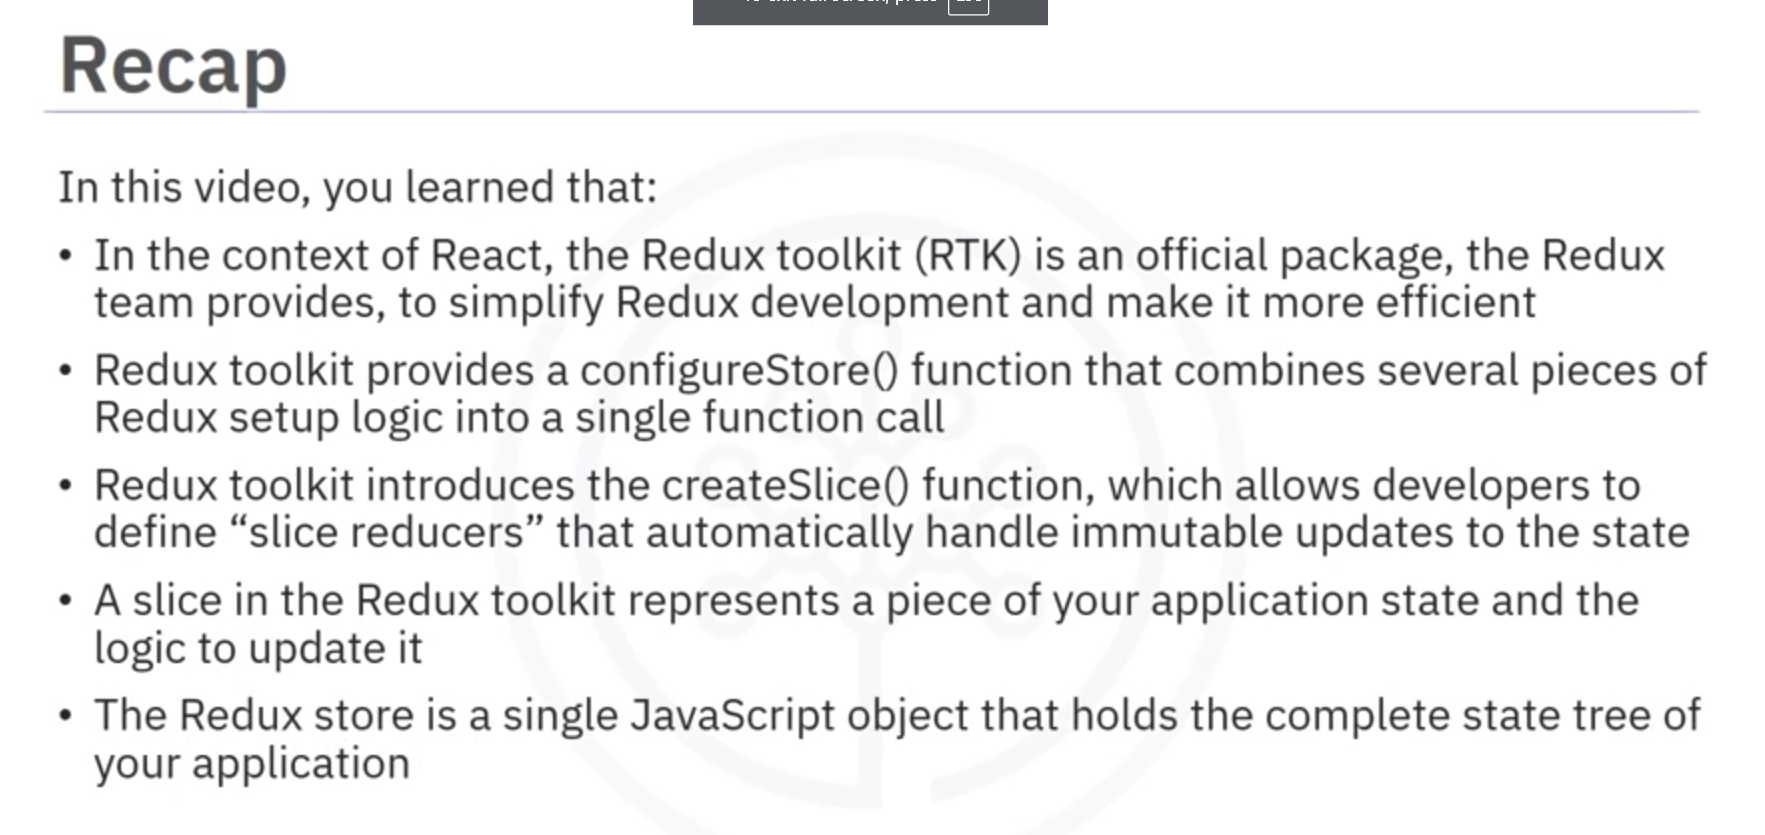 Recap
In this video, you learned that:
• In the context of React, the Redux toolkit (RTK) is an official package, the Redux
team provides, to simplify Redux development and make it more efficient
• Redux toolkit provides a configureStore() function that combines several pieces of
Redux setup logic into a single function call
• Redux toolkit introduces the createSlice() function, which allows developers to
define “slice reducers” that automatically handle immutable updates to the state
• A slice in the Redux toolkit represents a piece of your application state and the
logic to update it
• The Redux store is a single JavaScript object that holds the complete state tree of
your application